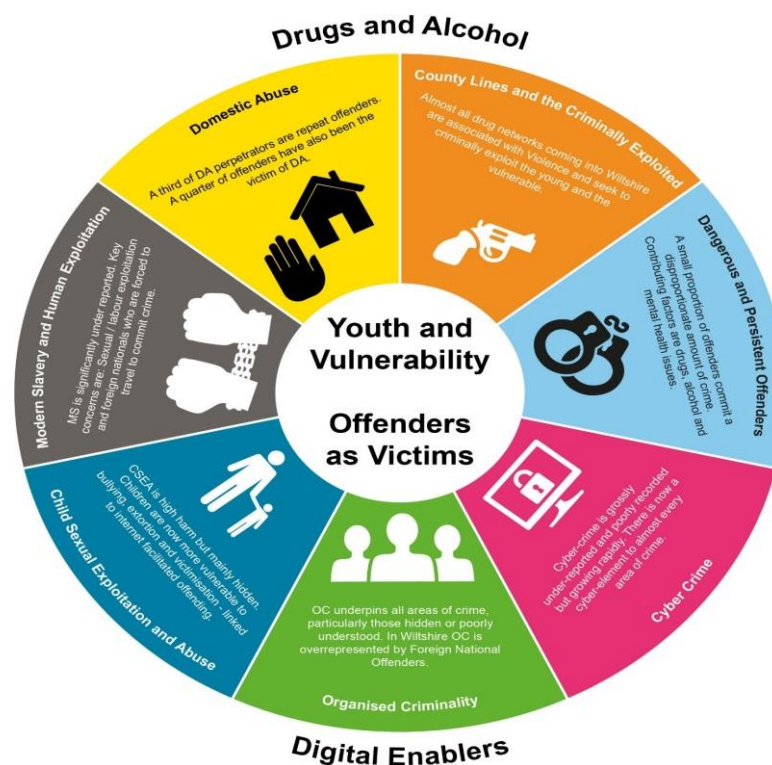 Drugs and Alcohol
Domestic Abuse
A third of DA perpetrators are repeat offenders.
A quarter of offenders have also been the
victim of DA.
County Lines and the Criminally Exploited
Almost all drug networks coming into Wiltshire
are associated with Violence and seek to
criminally exploit the young and the
vulnerable.
Dangerous and Persistent Offenders
A small proportion of offenders commit a
disproportionate amount of crime.
Contributing factors are drugs, alcohol and
mental health issues.
Cyber-crime is grossly
under-reported and poorly recorded
but growing rapidly. There is now a
cyber-element to almost every
area of crime.
Cyber Crime
OC underpins all areas of crime,
particularly those hidden or poorly
understood. In Wiltshire OC is
overrepresented by Foreign National
Offenders.
Organised Criminality
CSEA is high harm but mainly hidden.
Children are now more vulnerable to
bullying, extortion and victimisation - linked
to internet facilitated offending.
Child Sexual Exploitation and Abuse
Modern Slavery and Human Exploitation
MS is significantly under reported. Key
concerns are: Sexual / labour exploitation
and foreign nationals who are forced to
travel to commit crime.
Youth and
Vulnerability
Offenders
as Victims
Digital Enablers